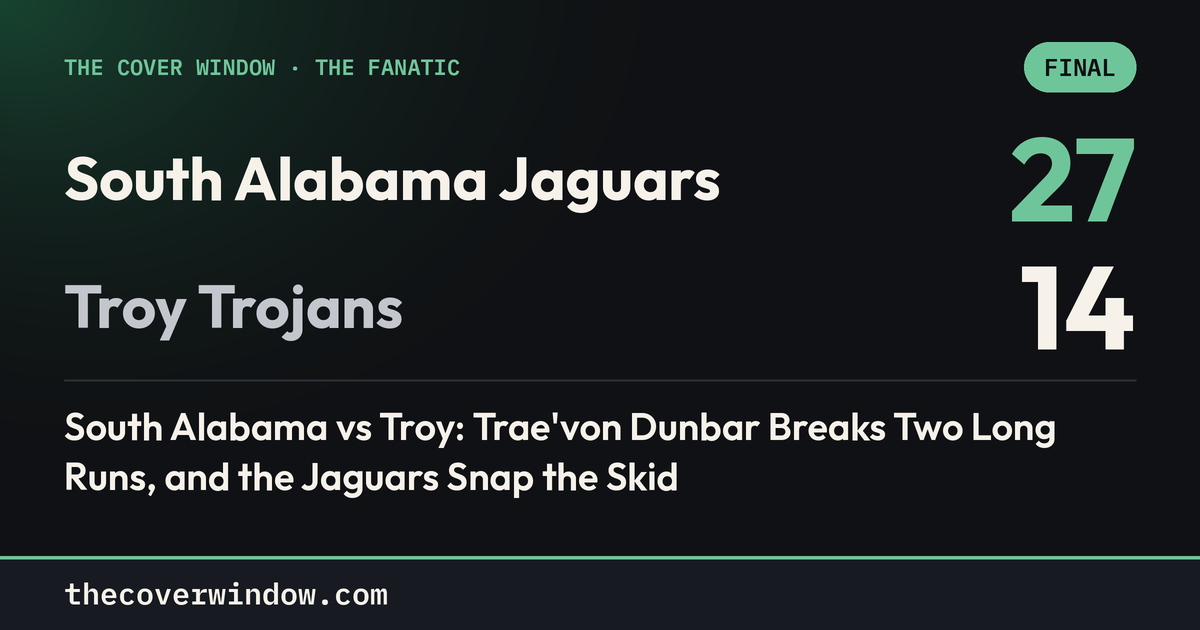 THE COVER WINDOW · THE FANATIC
FINAL
South Alabama Jaguars 27
Troy Trojans 14
South Alabama vs Troy: Trae'von Dunbar Breaks Two Long
Runs, and the Jaguars Snap the Skid
thecoverwindow.com